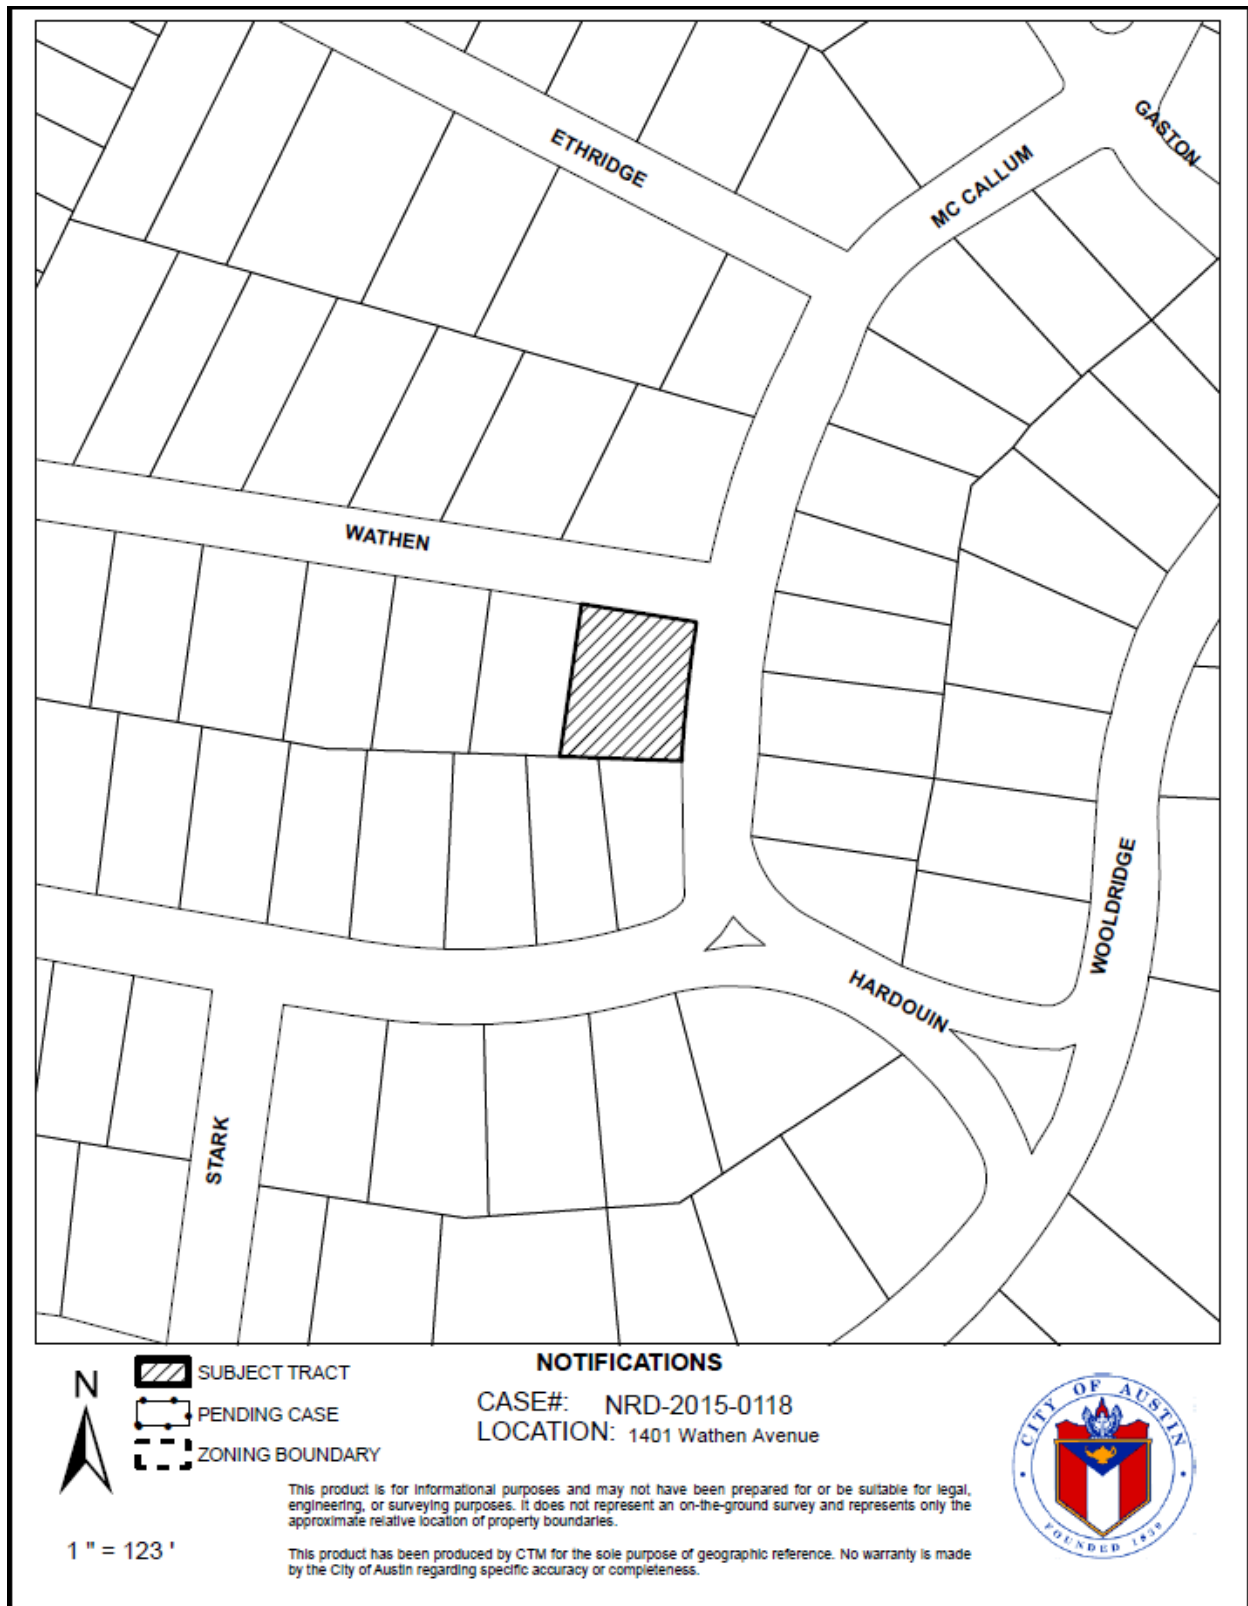 ETHRIDGE
GASTON
MC CALLUM
WATHEN
WOOLDRIDGE
HARDOUIN
STARK
N
SUBJECT TRACT
PENDING CASE
ZONING BOUNDARY
1 " = 123 '
NOTIFICATIONS
CASE#: NRD-2015-0118
LOCATION: 1401 Wathen Avenue
This product is for informational purposes and may not have been prepared for or be suitable for legal,
engineering, or surveying purposes. It does not represent an on-the-ground survey and represents only the
approximate relative location of property boundaries.
This product has been produced by CTM for the sole purpose of geographic reference. No warranty is made
by the City of Austin regarding specific accuracy or completeness.
CITY OF AUSTIN
FOUNDED 1839